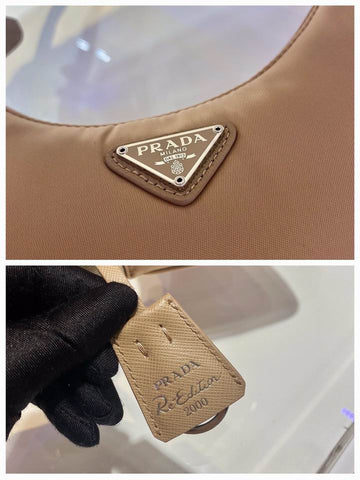 PRADA
MILANO
DAL 1913
PRADA
Re-Edition
2000